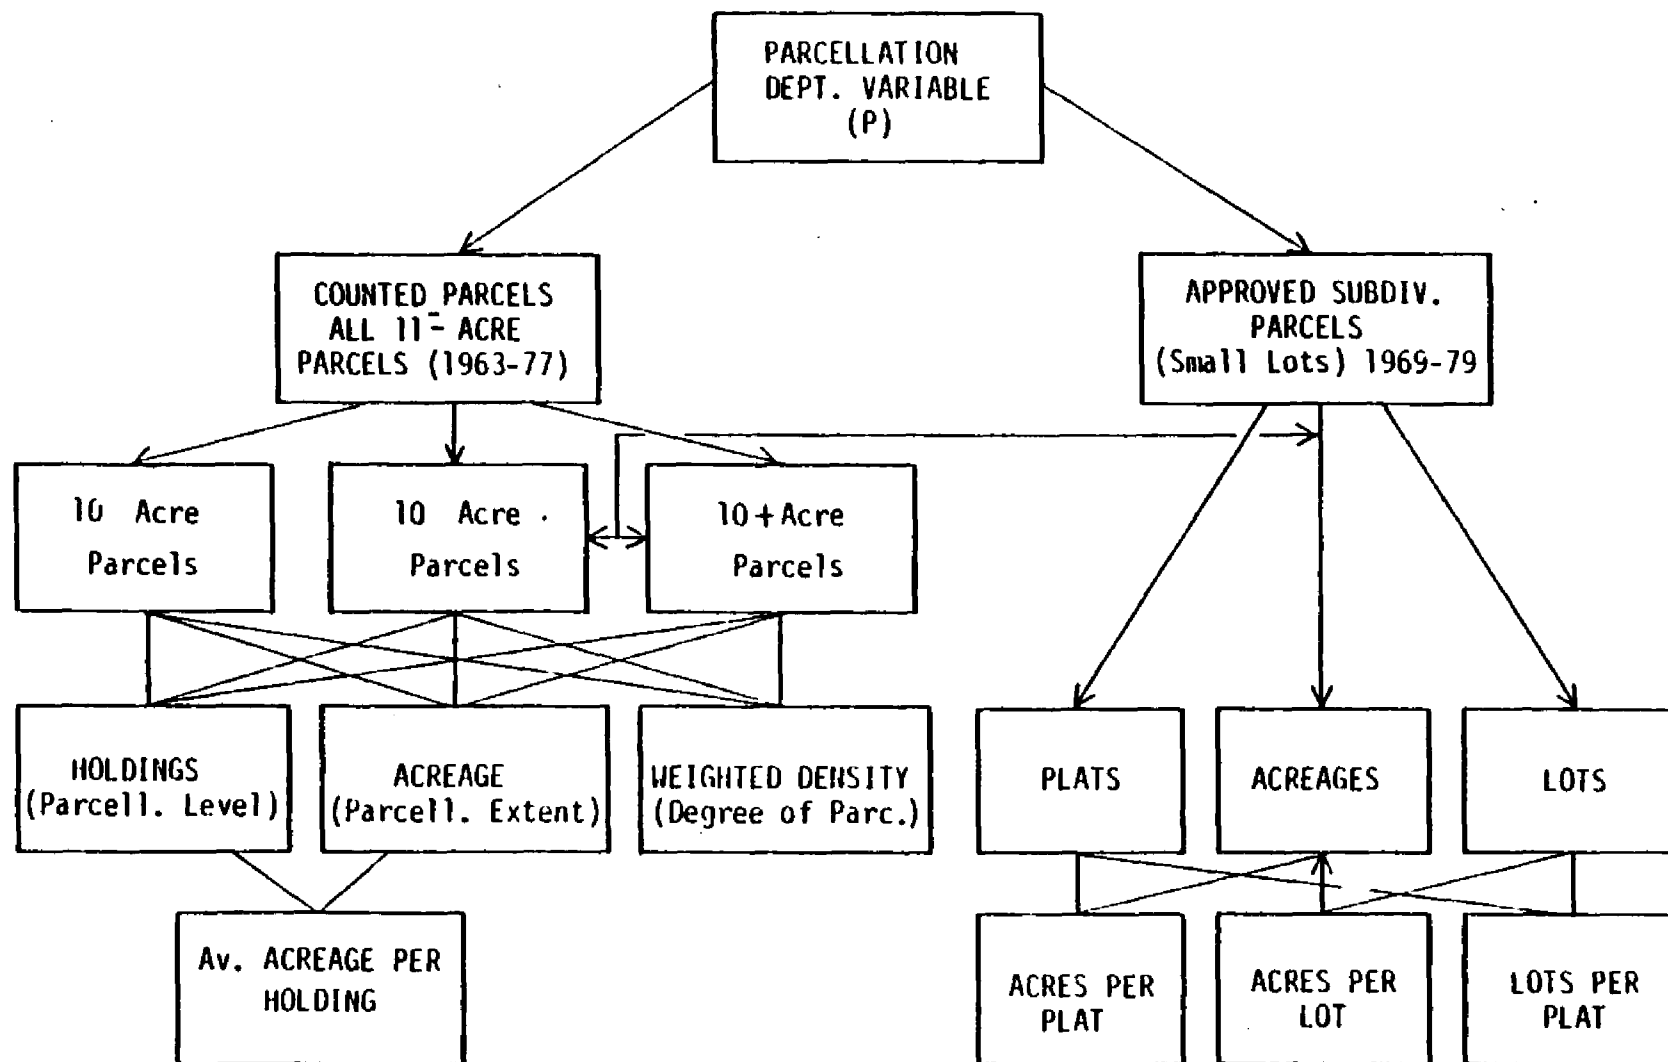 PARCELLATION
DEPT. VARIABLE
(P)
COUNTED PARCELS
ALL 11- ACRE
PARCELS (1963-77)
APPROVED SUBDIV.
PARCELS
(Small Lots) 1969-79
10 Acre
Parcels
10 Acre
Parcels
10+Acre
Parcels
HOLDINGS
(Parcell. Level)
ACREAGE
(Parcell. Extent)
WEIGHTED DENSITY
(Degree of Parc.)
PLATS
ACREAGES
LOTS
Av. ACREAGE PER
HOLDING
ACRES PER
PLAT
ACRES PER
LOT
LOTS PER
PLAT